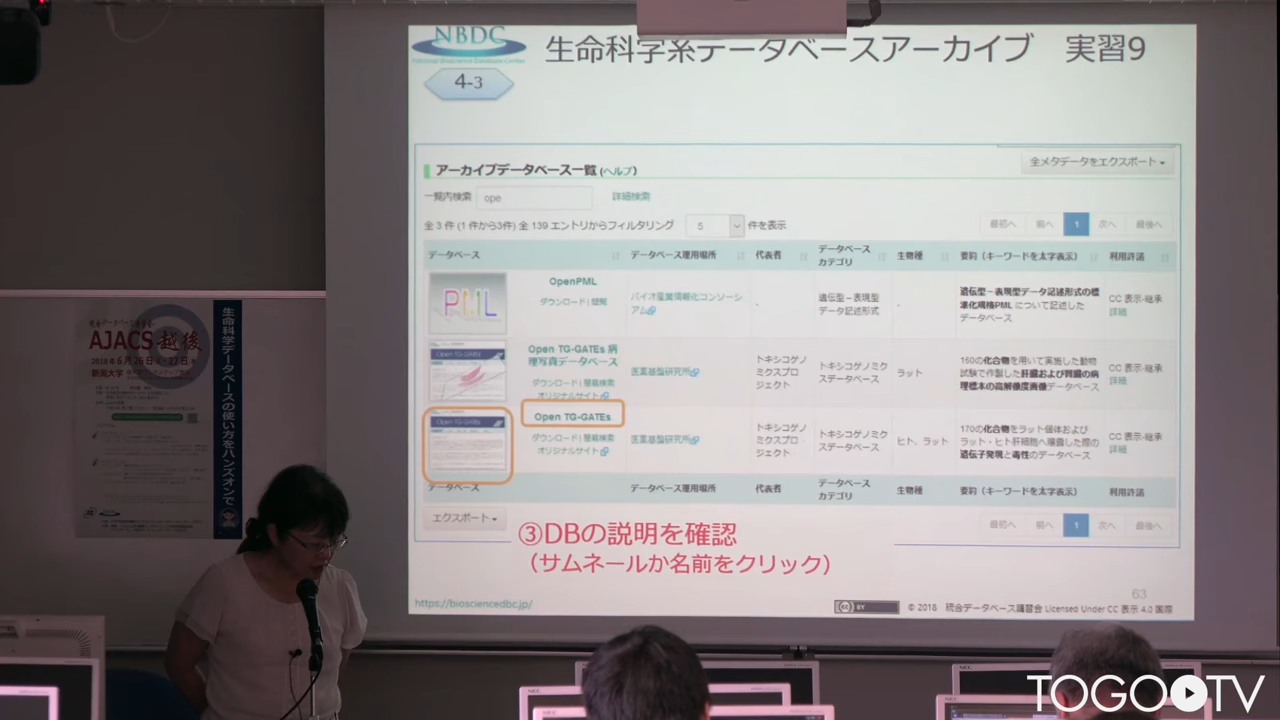 NBDC
National Bioscience Database Center
生命科学系データベースアーカイブ 実習9
4-3
アーカイブデータベース一覧 (ヘルプ)
全メタデータをエクスポート
一覧内検索 ope 詳細検索
全 3 件 (1 件から3件) 全 139 エントリからフィルタリング 5 件を表示
最初へ 前へ 1 次へ 最後へ
データベース データベース運用場所 代表者 データベースカテゴリ 生物種 要約（キーワードを太字表示） 利用許諾
PML
OpenPML
ダウンロード | 閲覧
バイオ産業情報化コンソーシアム
-
遺伝型－表現型データ記述形式
-
遺伝型－表現型データ記述形式の標準化規格PML について記述したデータベース
CC 表示-継承
詳細
Open TG-GATEs
Open TG-GATEs 病理写真データベース
ダウンロード | 簡易検索
オリジナルサイト
医薬基盤研究所
トキシコゲノミクスプロジェクト
トキシコゲノミクスデータベース
ラット
160の化合物を用いて実施した動物試験で作製した肝臓および腎臓の病理標本の高解像度画像データベース
CC 表示-継承
詳細
Open TG-GATEs
Open TG-GATEs
ダウンロード | 簡易検索
オリジナルサイト
医薬基盤研究所
トキシコゲノミクスプロジェクト
トキシコゲノミクスデータベース
ヒト、ラット
170の化合物をラット個体およびラット・ヒト肝細胞へ曝露した際の遺伝子発現と毒性のデータベース
CC 表示-継承
詳細
データベース データベース運用場所 代表者 データベースカテゴリ 生物種 要約（キーワードを太字表示） 利用許諾
エクスポート
最初へ 前へ 1 次へ 最後へ
③DBの説明を確認
（サムネールか名前をクリック）
63
https://biosciencedbc.jp/
CC BY
© 2018 統合データベース講習会 Licensed Under CC 表示 4.0 国際
AJACS 越後
新潟大学
生命科学データベースの使い方をハンズオンで
NEC
NEC
NEC
NEC
TOGO TV